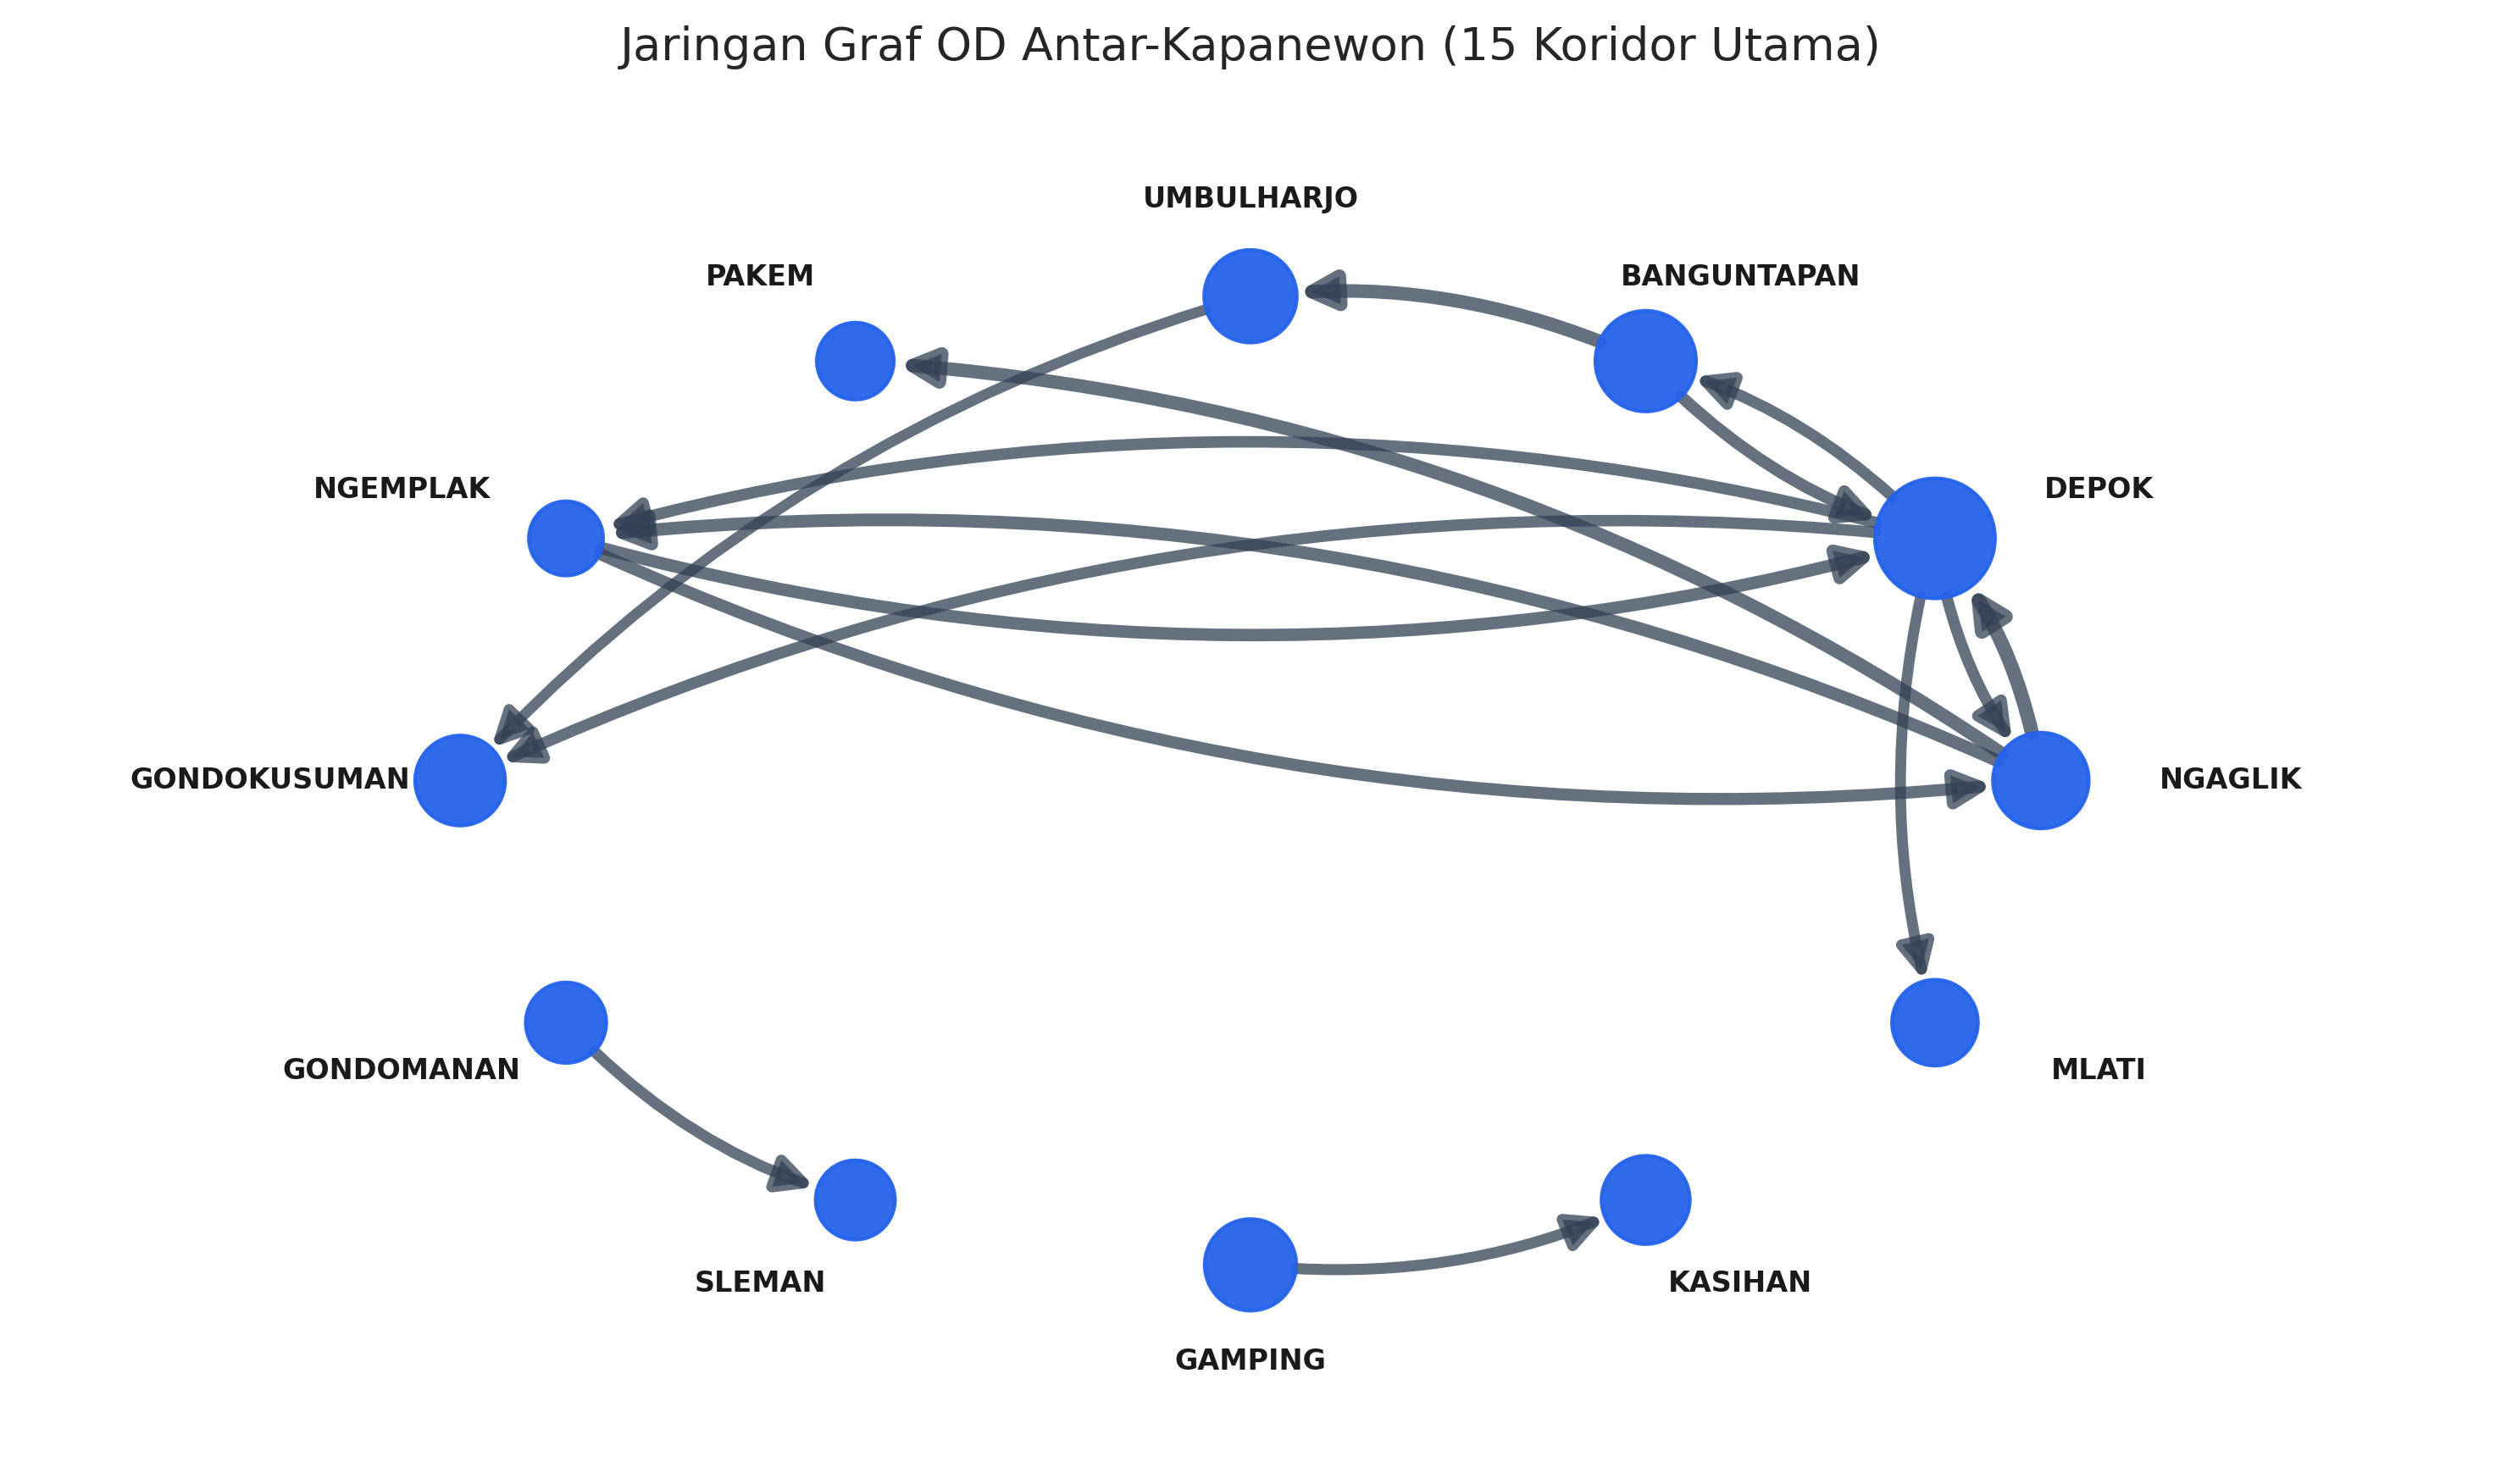 Jaringan Graf OD Antar-Kapanewon (15 Koridor Utama)
UMBULHARJO
PAKEM
BANGUNTAPAN
NGEMPLAK
DEPOK
GONDOKUSUMAN
NGAGLIK
GONDOMANAN
MLATI
SLEMAN
KASIHAN
GAMPING